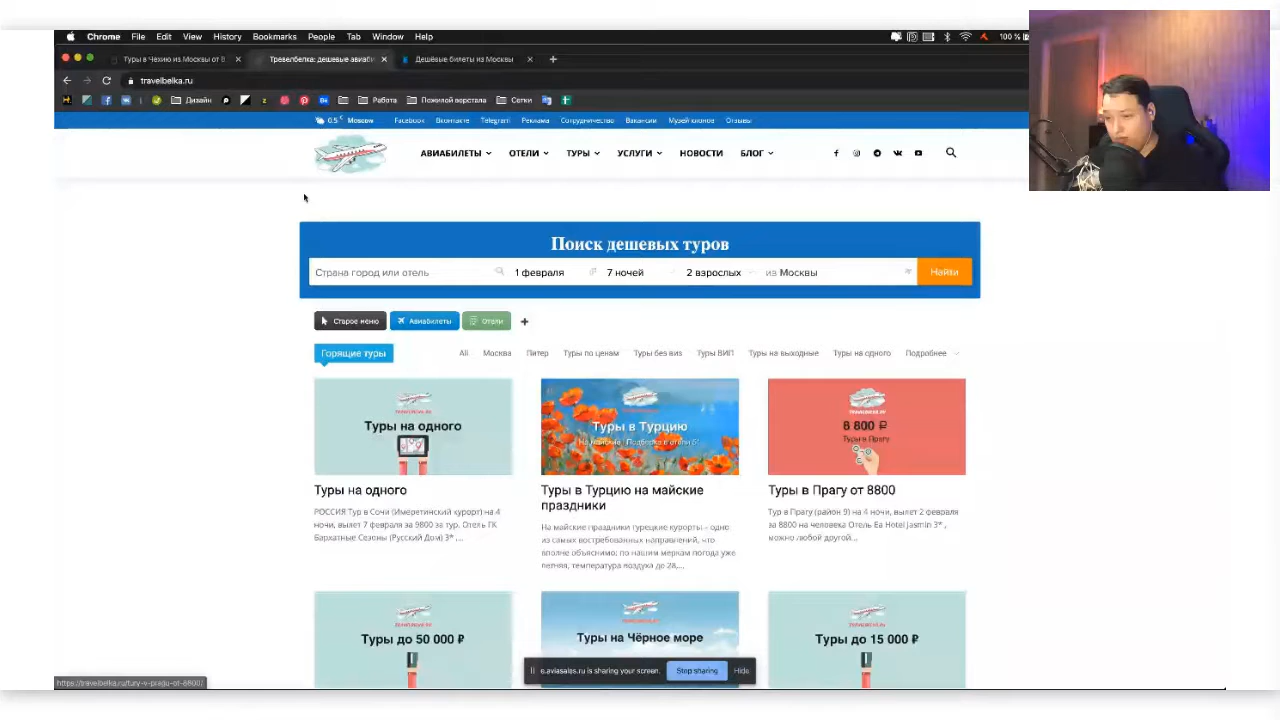 Chrome File Edit View History Bookmarks People Tab Window Help
100 %
Туры в Чехию из Москвы от 8
Тревелбелка: дешевые авиаби
Дешёвые билеты из Москвы
travelbelka.ru
Дизайн
Работа
Пожилой верстала
Сетки
0.5 °C Moscow
Facebook Вконтакте Telegram Реклама Сотрудничество Вакансии Музей юконов Отзывы
АВИАБИЛЕТЫ ОТЕЛИ ТУРЫ УСЛУГИ НОВОСТИ БЛОГ
Поиск дешевых туров
Страна город или отель 1 февраля 7 ночей 2 взрослых из Москвы Найти
Старое меню Авиабилеты Отели
Горящие туры All Москва Питер Туры по ценам Туры без виз Туры ВИП Туры на выходные Туры на одного Подробнее
Туры на одного
Туры в Турцию
6 800 ₽
Туры в Прагу
Туры на одного
РОССИЯ Тур в Сочи (Имеретинский курорт) на 4
ночи, вылет 7 февраля за 9800 за тур. Отель ГК
Бархатные Сезоны (Русский Дом) 3* ,...
Туры в Турцию на майские
праздники
На майские праздники турецкие курорты – одно
из самых востребованных направлений, что
вполне объяснимо: по нашим меркам погода уже
летняя, температура воздуха до 28,...
Туры в Прагу от 8800
Тур в Прагу (район 9) на 4 ночи, вылет 2 февраля
за 8800 на человека Отель Ea Hotel Jasmin 3* ,
можно любой другой...
Туры до 50 000 ₽
Туры на Чёрное море
Туры до 15 000 ₽
e.aviasales.ru is sharing your screen. Stop sharing Hide
https://travelbelka.ru/tury-v-pragu-ot-8800/